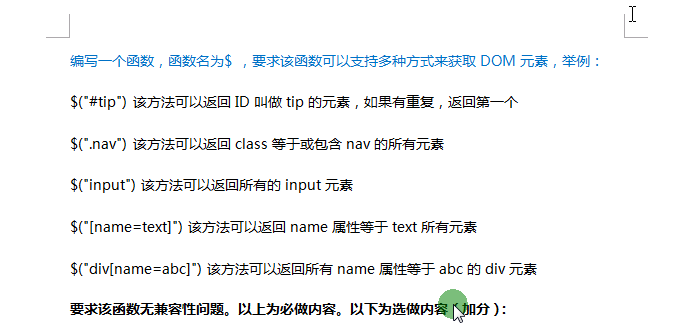 编写一个函数，函数名为$ ，要求该函数可以支持多种方式来获取 DOM 元素，举例：
$("#tip") 该方法可以返回 ID 叫做 tip 的元素，如果有重复，返回第一个
$(".nav") 该方法可以返回 class 等于或包含 nav 的所有元素
$("input") 该方法可以返回所有的 input 元素
$("[name=text]") 该方法可以返回 name 属性等于 text 所有元素
$("div[name=abc]") 该方法可以返回所有 name 属性等于 abc 的 div 元素
要求该函数无兼容性问题。以上为必做内容。以下为选做内容（加分）：